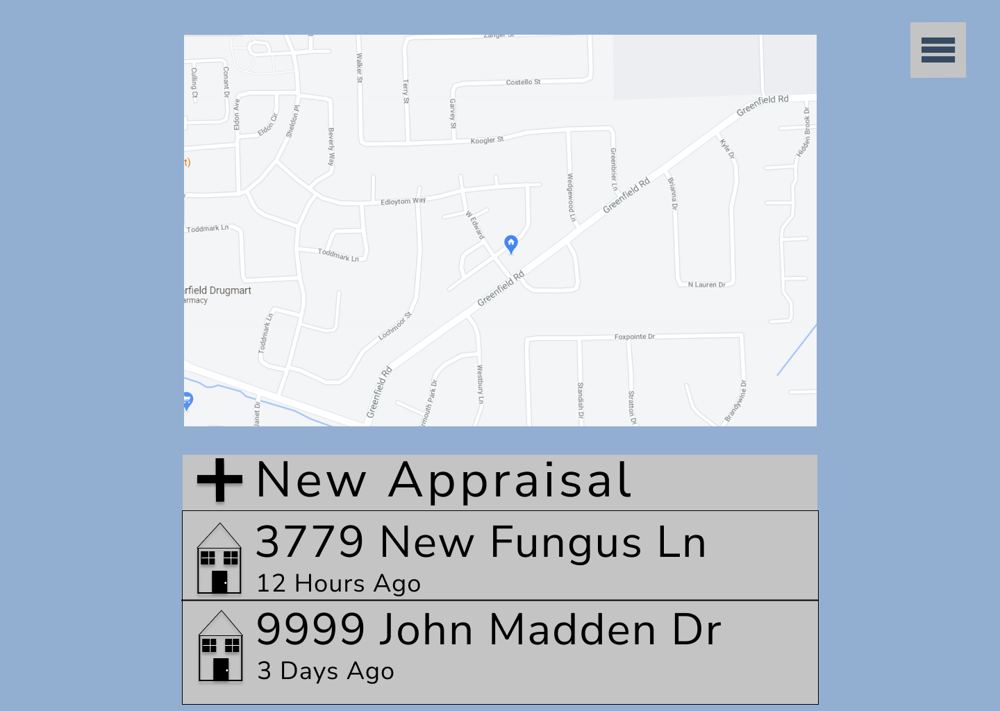 Zanger St
Walker St
Culling Ct
Conant Dr
Terry St
Costello St
Eldon Ave
Eldon Cir
Sheldon Pl
Garvey St
Greenfield Rd
Hidden Brook Dr
Beverly Way
Koogler St
Kyle Dr
t)
Greenbrier Ln
Wedgewood Ln
Greenfield Rd
Brianna Dr
Edloytom Way
Toddmark Ln
W Edward
Toddmark Ln
rfield Drugmart
armacy
Greenfield Rd
N Lauren Dr
Toddmark Ln
Lochmoor St
Foxpointe Dr
Greenfield Rd
Westbury Ln
rmouth Park Dr
Standish Dr
Stratton Dr
Brandywine Dr
Janet Dr
New Appraisal
3779 New Fungus Ln
12 Hours Ago
9999 John Madden Dr
3 Days Ago